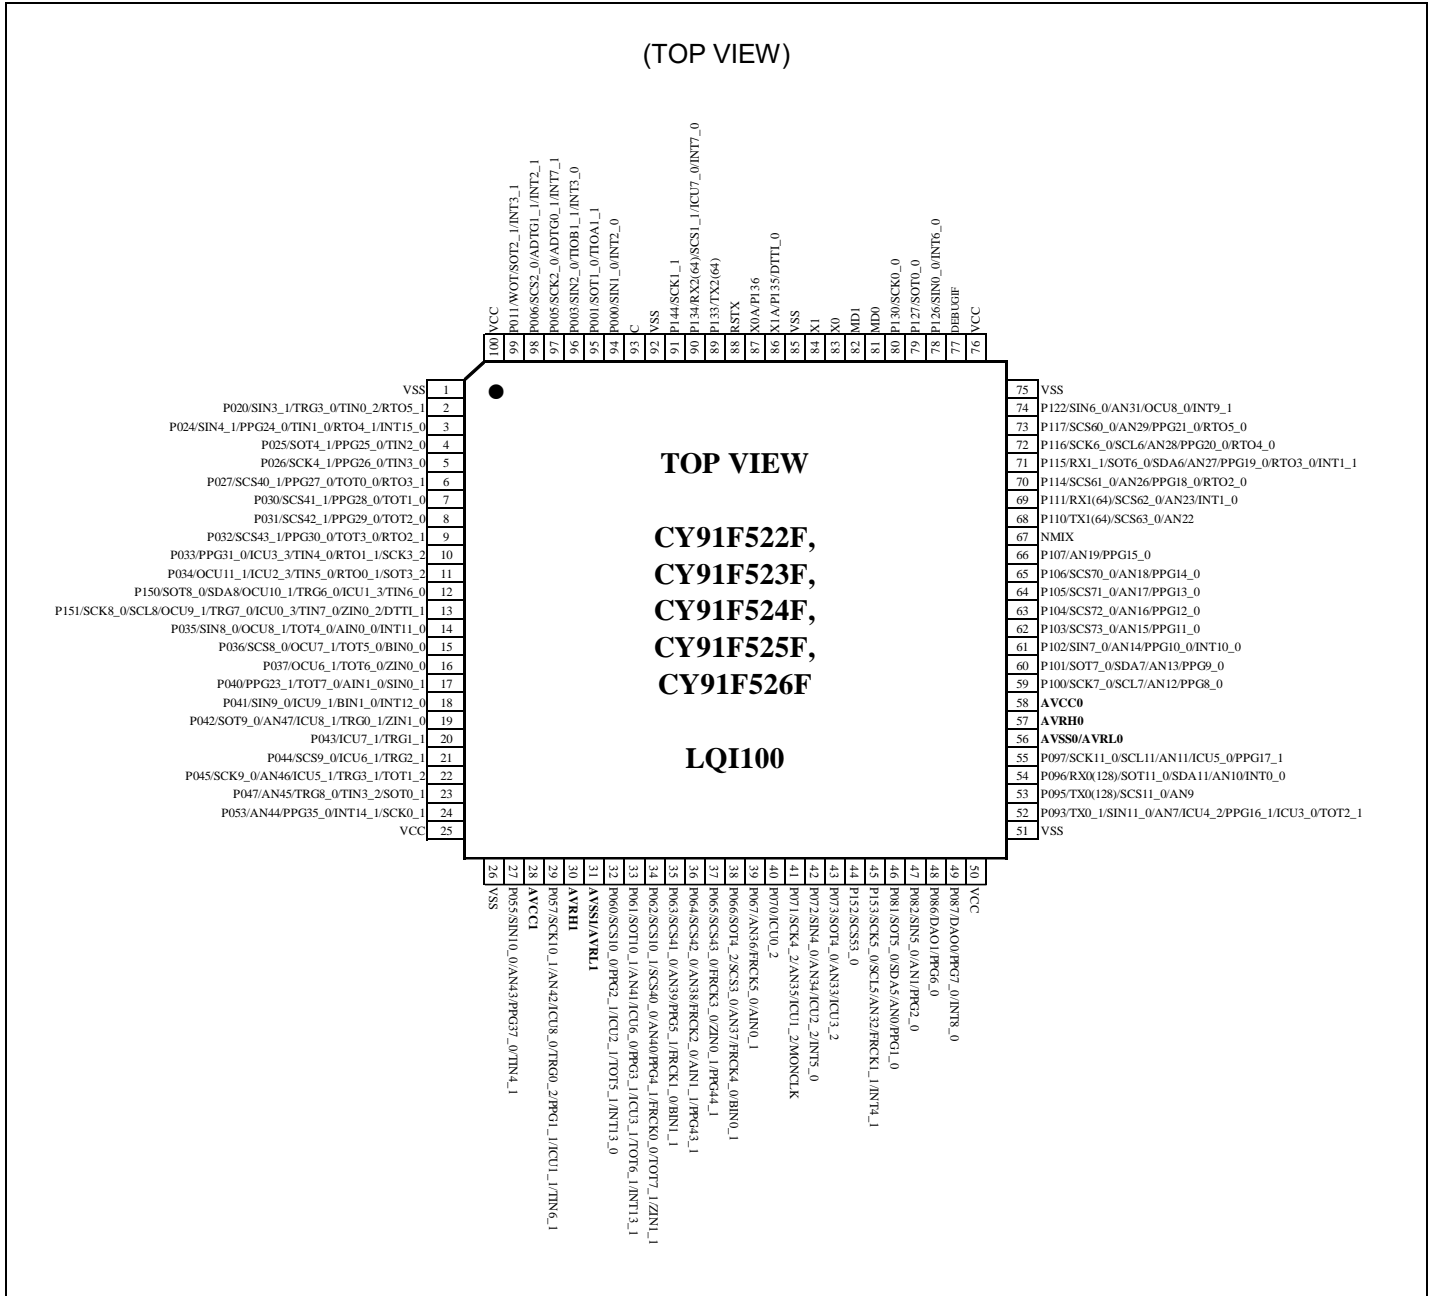 (TOP VIEW)
100 VCC
99 P011/WOT/SOT2_1/INT3_1
98 P006/SCS2_0/ADTG1_1/INT2_1
97 P005/SCK2_0/ADTG0_1/INT7_1
96 P003/SIN2_0/TIOB1_1/INT3_0
95 P001/SOT1_0/TIOA1_1
94 P000/SIN1_0/INT2_0
93 C
92 VSS
91 P144/SCK1_1
90 P134/RX2(64)/SCS1_1/ICU7_0/INT7_0
89 P133/TX2(64)
88 RSTX
87 X0A/P136
86 X1A/P135/DTTI_0
85 VSS
84 X1
83 X0
82 MD1
81 MD0
80 P130/SCK0_0
79 P127/SOT0_0
78 P126/SIN0_0/INT6_0
77 DEBUGIF
76 VCC
VSS 1
P020/SIN3_1/TRG3_0/TIN0_2/RTO5_1 2
P024/SIN4_1/PPG24_0/TIN1_0/RTO4_1/INT15_0 3
P025/SOT4_1/PPG25_0/TIN2_0 4
P026/SCK4_1/PPG26_0/TIN3_0 5
P027/SCS40_1/PPG27_0/TOT0_0/RTO3_1 6
P030/SCS41_1/PPG28_0/TOT1_0 7
P031/SCS42_1/PPG29_0/TOT2_0 8
P032/SCS43_1/PPG30_0/TOT3_0/RTO2_1 9
P033/PPG31_0/ICU3_3/TIN4_0/RTO1_1/SCK3_2 10
P034/OCU11_1/ICU2_3/TIN5_0/RTO0_1/SOT3_2 11
P150/SOT8_0/SDA8/OCU10_1/TRG6_0/ICU1_3/TIN6_0 12
P151/SCK8_0/SCL8/OCU9_1/TRG7_0/ICU0_3/TIN7_0/ZIN0_2/DTTI_1 13
P035/SIN8_0/OCU8_1/TOT4_0/AIN0_0/INT11_0 14
P036/SCS8_0/OCU7_1/TOT5_0/BIN0_0 15
P037/OCU6_1/TOT6_0/ZIN0_0 16
P040/PPG23_1/TOT7_0/AIN1_0/SIN0_1 17
P041/SIN9_0/ICU9_1/BIN1_0/INT12_0 18
P042/SOT9_0/AN47/ICU8_1/TRG0_1/ZIN1_0 19
P043/ICU7_1/TRG1_1 20
P044/SCS9_0/ICU6_1/TRG2_1 21
P045/SCK9_0/AN46/ICU5_1/TRG3_1/TOT1_2 22
P047/AN45/TRG8_0/TIN3_2/SOT0_1 23
P053/AN44/PPG35_0/INT14_1/SCK0_1 24
VCC 25
TOP VIEW
CY91F522F,
CY91F523F,
CY91F524F,
CY91F525F,
CY91F526F
LQI100
75 VSS
74 P122/SIN6_0/AN31/OCU8_0/INT9_1
73 P117/SCS60_0/AN29/PPG21_0/RTO5_0
72 P116/SCK6_0/SCL6/AN28/PPG20_0/RTO4_0
71 P115/RX1_1/SOT6_0/SDA6/AN27/PPG19_0/RTO3_0/INT1_1
70 P114/SCS61_0/AN26/PPG18_0/RTO2_0
69 P111/RX1(64)/SCS62_0/AN23/INT1_0
68 P110/TX1(64)/SCS63_0/AN22
67 NMIX
66 P107/AN19/PPG15_0
65 P106/SCS70_0/AN18/PPG14_0
64 P105/SCS71_0/AN17/PPG13_0
63 P104/SCS72_0/AN16/PPG12_0
62 P103/SCS73_0/AN15/PPG11_0
61 P102/SIN7_0/AN14/PPG10_0/INT10_0
60 P101/SOT7_0/SDA7/AN13/PPG9_0
59 P100/SCK7_0/SCL7/AN12/PPG8_0
58 AVCC0
57 AVRH0
56 AVSS0/AVRL0
55 P097/SCK11_0/SCL11/AN11/ICU5_0/PPG17_1
54 P096/RX0(128)/SOT11_0/SDA11/AN10/INT0_0
53 P095/TX0(128)/SCS11_0/AN9
52 P093/TX0_1/SIN11_0/AN7/ICU4_2/PPG16_1/ICU3_0/TOT2_1
51 VSS
26 VSS
27 P055/SIN10_0/AN43/PPG37_0/TIN4_1
28 AVCC1
29 P057/SCK10_1/AN42/ICU8_0/TRG0_2/PPG1_1/ICU1_1/TIN6_1
30 AVRH1
31 AVSS1/AVRL1
32 P060/SCS10_0/PPG2_1/ICU2_1/TOT5_1/INT13_0
33 P061/SOT10_1/AN41/ICU6_0/PPG3_1/ICU3_1/TOT6_1/INT13_1
34 P062/SCS10_1/SCS40_0/AN40/PPG4_1/FRCK0_0/TOT7_1/ZIN1_1
35 P063/SCS41_0/AN39/PPG5_1/FRCK1_0/BIN1_1
36 P064/SCS42_0/AN38/FRCK2_0/AIN1_1/PPG43_1
37 P065/SCS43_0/FRCK3_0/ZIN0_1/PPG44_1
38 P066/SOT4_2/SCS3_0/AN37/FRCK4_0/BIN0_1
39 P067/AN36/FRCK5_0/AIN0_1
40 P070/ICU0_2
41 P071/SCK4_2/AN35/ICU1_2/MONCLK
42 P072/SIN4_0/AN34/ICU2_2/INT5_0
43 P073/SOT4_0/AN33/ICU3_2
44 P152/SCS53_0
45 P153/SCK5_0/SCL5/AN32/FRCK1_1/INT4_1
46 P081/SOT5_0/SDA5/AN0/PPG1_0
47 P082/SIN5_0/AN1/PPG2_0
48 P086/DAO1/PPG6_0
49 P087/DAO0/PPG7_0/INT8_0
50 VCC